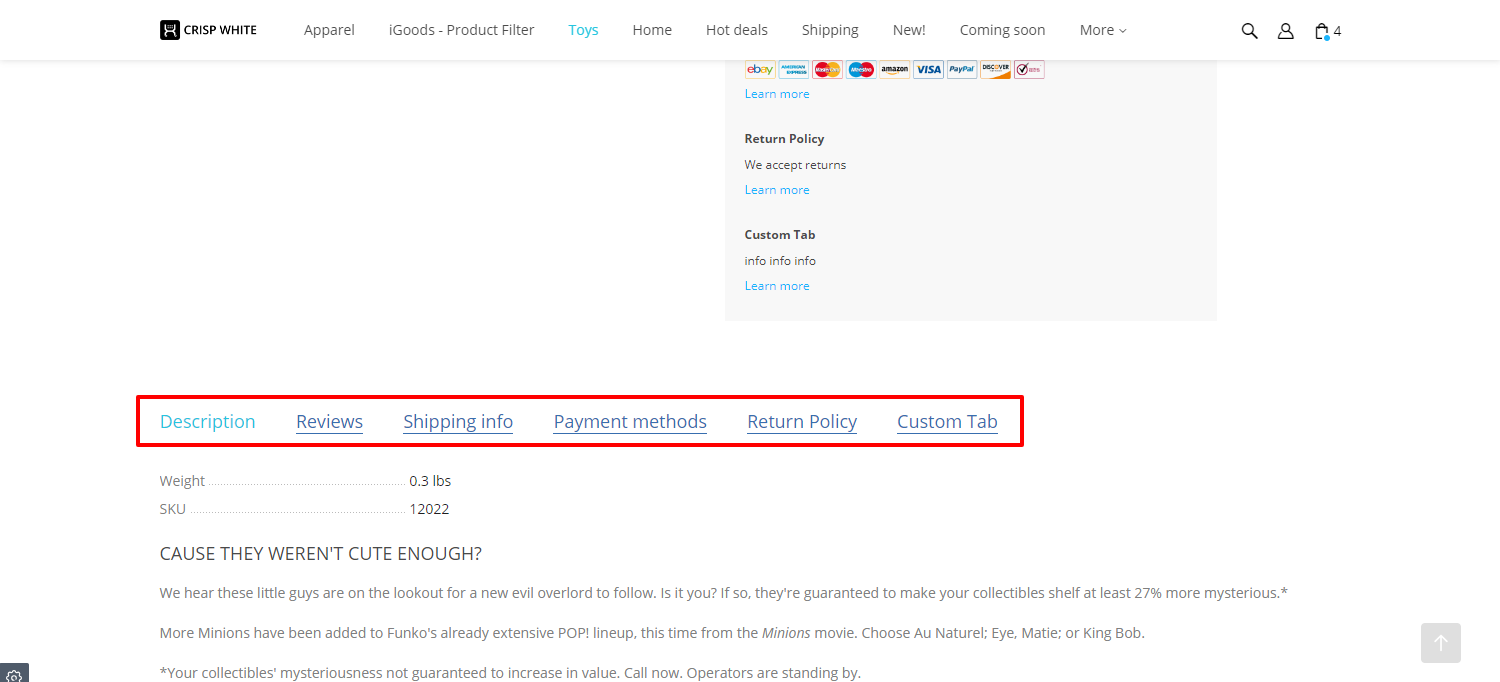 CRISP WHITE Apparel iGoods - Product Filter Toys Home Hot deals Shipping New! Coming soon More 4
ebay AMERICAN EXPRESS MasterCard Maestro amazon VISA PayPal DISCOVER
Learn more
Return Policy
We accept returns
Learn more
Custom Tab
info info info
Learn more
Description Reviews Shipping info Payment methods Return Policy Custom Tab
Weight 0.3 lbs
SKU 12022
CAUSE THEY WEREN'T CUTE ENOUGH?
We hear these little guys are on the lookout for a new evil overlord to follow. Is it you? If so, they're guaranteed to make your collectibles shelf at least 27% more mysterious.*
More Minions have been added to Funko's already extensive POP! lineup, this time from the Minions movie. Choose Au Naturel; Eye, Matie; or King Bob.
*Your collectibles' mysteriousness not guaranteed to increase in value. Call now. Operators are standing by.